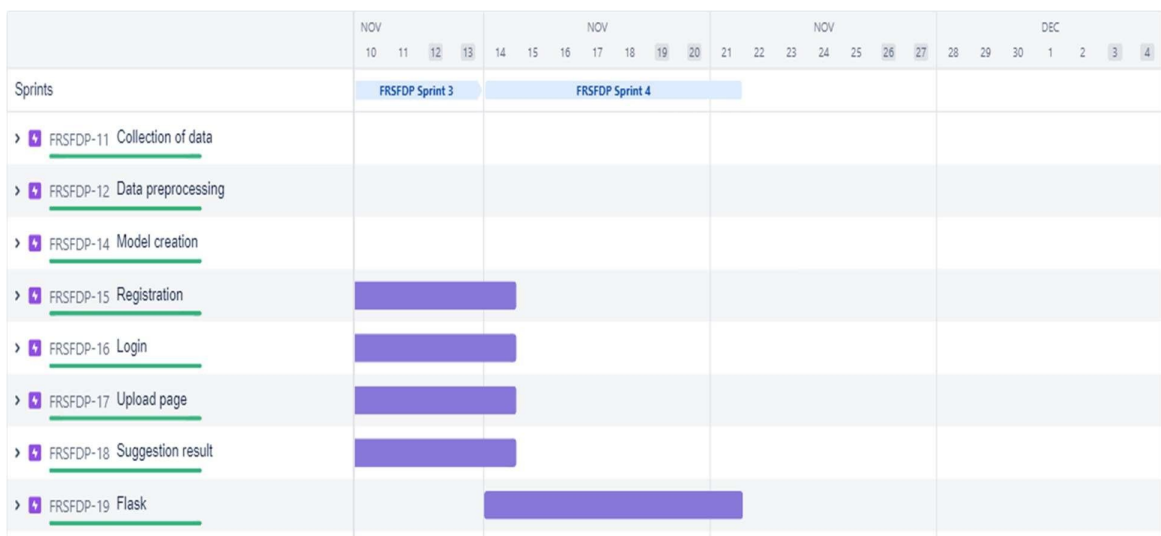 NOV NOV NOV DEC
10 11 12 13 14 15 16 17 18 19 20 21 22 23 24 25 26 27 28 29 30 1 2 3 4
Sprints FRSFDP Sprint 3 FRSFDP Sprint 4
FRSFDP-11 Collection of data
FRSFDP-12 Data preprocessing
FRSFDP-14 Model creation
FRSFDP-15 Registration
FRSFDP-16 Login
FRSFDP-17 Upload page
FRSFDP-18 Suggestion result
FRSFDP-19 Flask